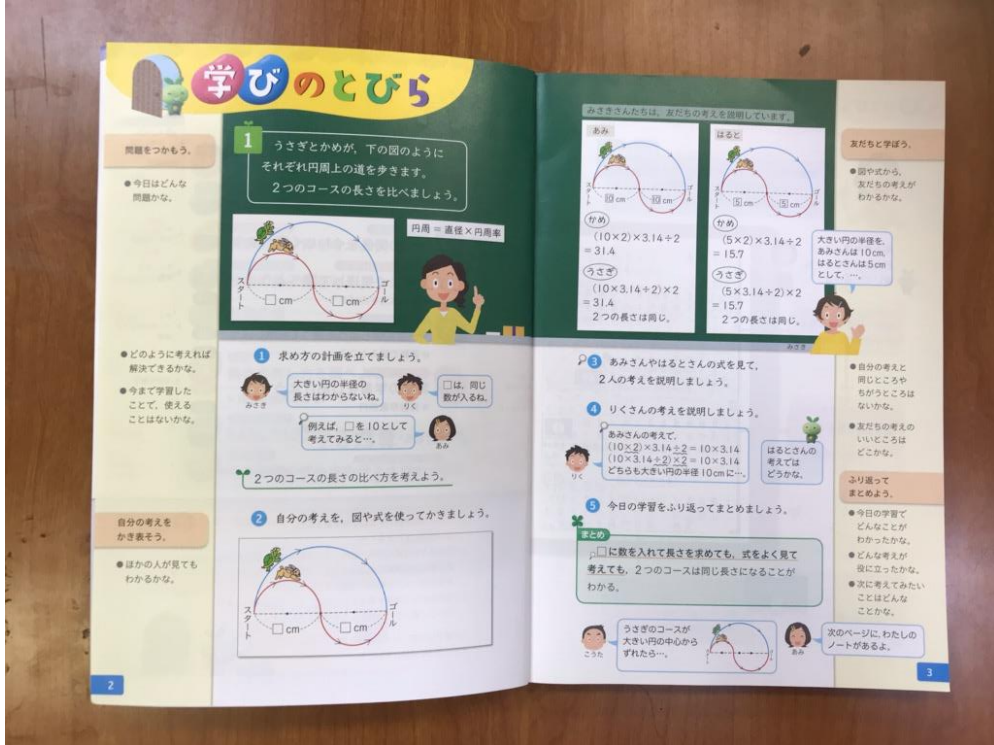 学びのとびら
問題をつかもう。
●今日はどんな
問題かな。
●どのように考えれば
解決できるかな。
●今まで学習した
ことで、使える
ことはないかな。
自分の考えを
かき表そう。
●ほかの人が見ても
わかるかな。
1
うさぎとかめが、下の図のように
それぞれ円周上の道を歩きます。
2つのコースの長さを比べましょう。
円周 = 直径×円周率
スタート
□cm
□cm
ゴール
1 求め方の計画を立てましょう。
みさき
大きい円の半径の
長さはわからないね。
りく
□は、同じ
数が入るね。
例えば、□を10として
考えてみると…。
あみ
2つのコースの長さの比べ方を考えよう。
2 自分の考えを、図や式を使ってかきましょう。
スタート
□cm
□cm
ゴール
2
みさきさんたちは、友だちの考えを説明しています。
あみ
スタート
10 cm
10 cm
ゴール
かめ
(10×2)×3.14÷2
=31.4
うさぎ
(10×3.14÷2)×2
=31.4
2つの長さは同じ。
はると
スタート
5 cm
5 cm
ゴール
かめ
(5×2)×3.14÷2
=15.7
うさぎ
(5×3.14÷2)×2
=15.7
2つの長さは同じ。
大きい円の半径を、
あみさんは10cm、
はるとさんは5cm
として、…。
みさき
3 あみさんやはるとさんの式を見て、
2人の考えを説明しましょう。
4 りくさんの考えを説明しましょう。
りく
あみさんの考えで、
(10×2)×3.14÷2=10×3.14
(10×3.14÷2)×2=10×3.14
どちらも大きい円の半径10cmに…。
はるとさんの
考えでは
どうかな。
5 今日の学習をふり返ってまとめましょう。
まとめ
□に数を入れて長さを求めても、式をよく見て
考えても、2つのコースは同じ長さになることが
わかる。
こうた
うさぎのコースが
大きい円の中心から
ずれたら…。
あみ
次のページに、わたしの
ノートがあるよ。
友だちと学ぼう。
●図や式から、
友だちの考えが
わかるかな。
●自分の考えと
同じところや
ちがうところは
ないかな。
●友だちの考えの
いいところは
どこかな。
ふり返って
まとめよう。
●今日の学習で
どんなことが
わかったかな。
●どんな考えが
役に立ったかな。
●次に考えてみたい
ことはどんな
ことかな。
3